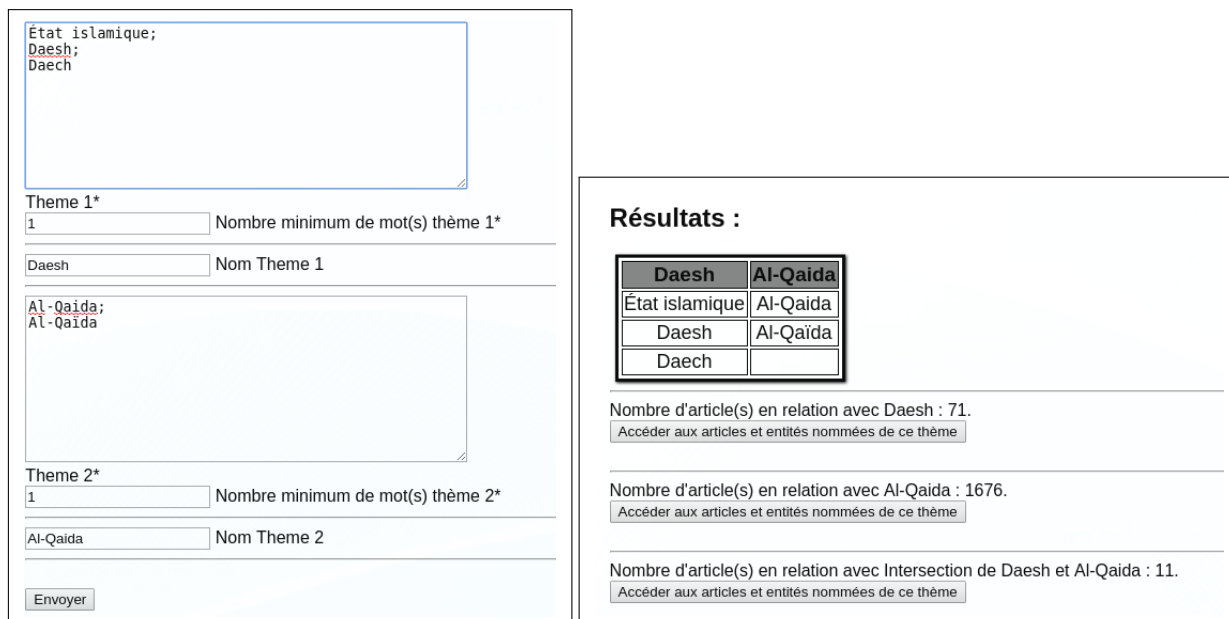 État islamique;
Daesh;
Daech
Theme 1*
1 Nombre minimum de mot(s) thème 1*
Daesh Nom Theme 1
Al-Qaida;
Al-Qaïda
Theme 2*
1 Nombre minimum de mot(s) thème 2*
Al-Qaida Nom Theme 2
Envoyer
Résultats :
Daesh Al-Qaida
État islamique Al-Qaida
Daesh Al-Qaïda
Daech
Nombre d'article(s) en relation avec Daesh : 71.
Accéder aux articles et entités nommées de ce thème
Nombre d'article(s) en relation avec Al-Qaida : 1676.
Accéder aux articles et entités nommées de ce thème
Nombre d'article(s) en relation avec Intersection de Daesh et Al-Qaida : 11.
Accéder aux articles et entités nommées de ce thème